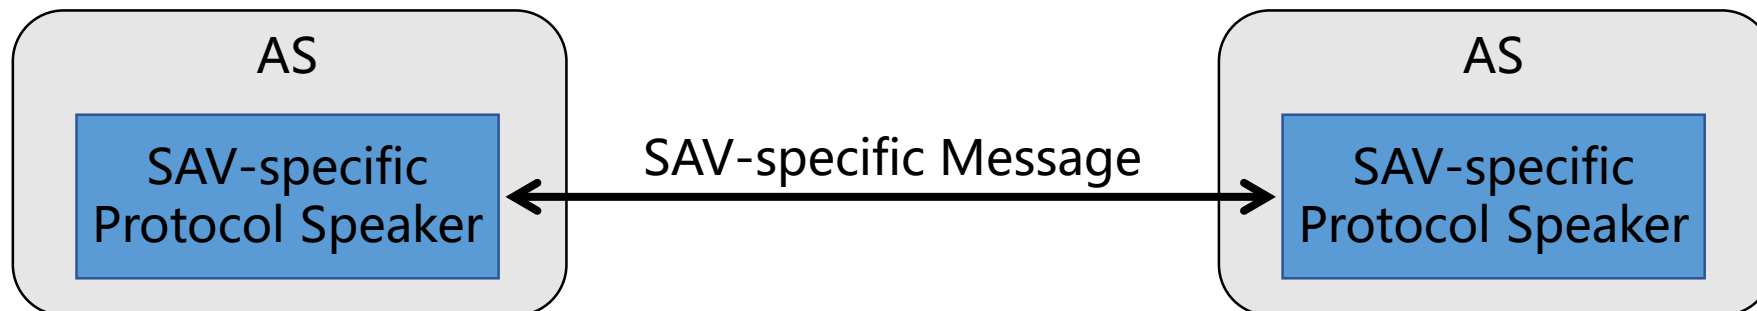 AS
SAV-specific
Protocol Speaker
SAV-specific Message
AS
SAV-specific
Protocol Speaker